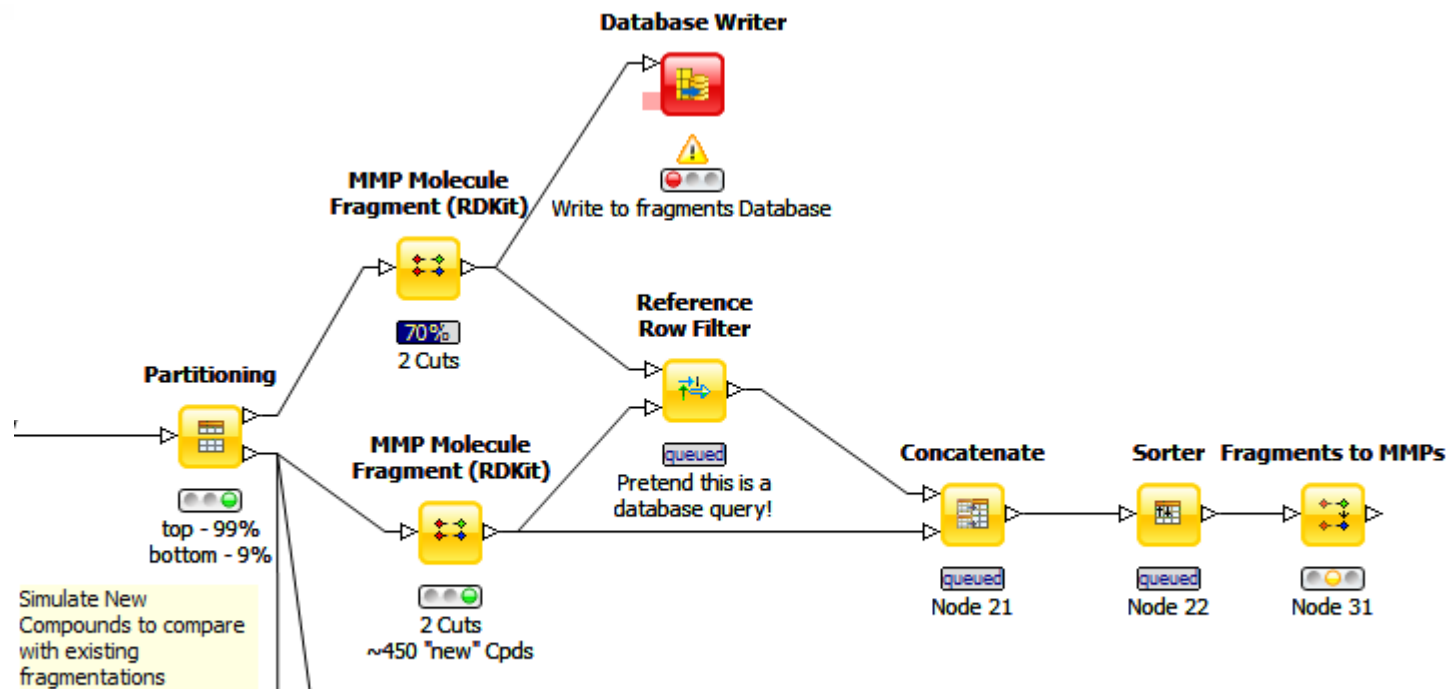 Database Writer
Write to fragments Database
MMP Molecule
Fragment (RDKit)
70%
2 Cuts
Reference
Row Filter
queued
Pretend this is a
database query!
Partitioning
top - 99%
bottom - 9%
MMP Molecule
Fragment (RDKit)
2 Cuts
~450 "new" Cpds
Concatenate
queued
Node 21
Sorter
queued
Node 22
Fragments to MMPs
Node 31
Simulate New
Compounds to compare
with existing
fragmentations